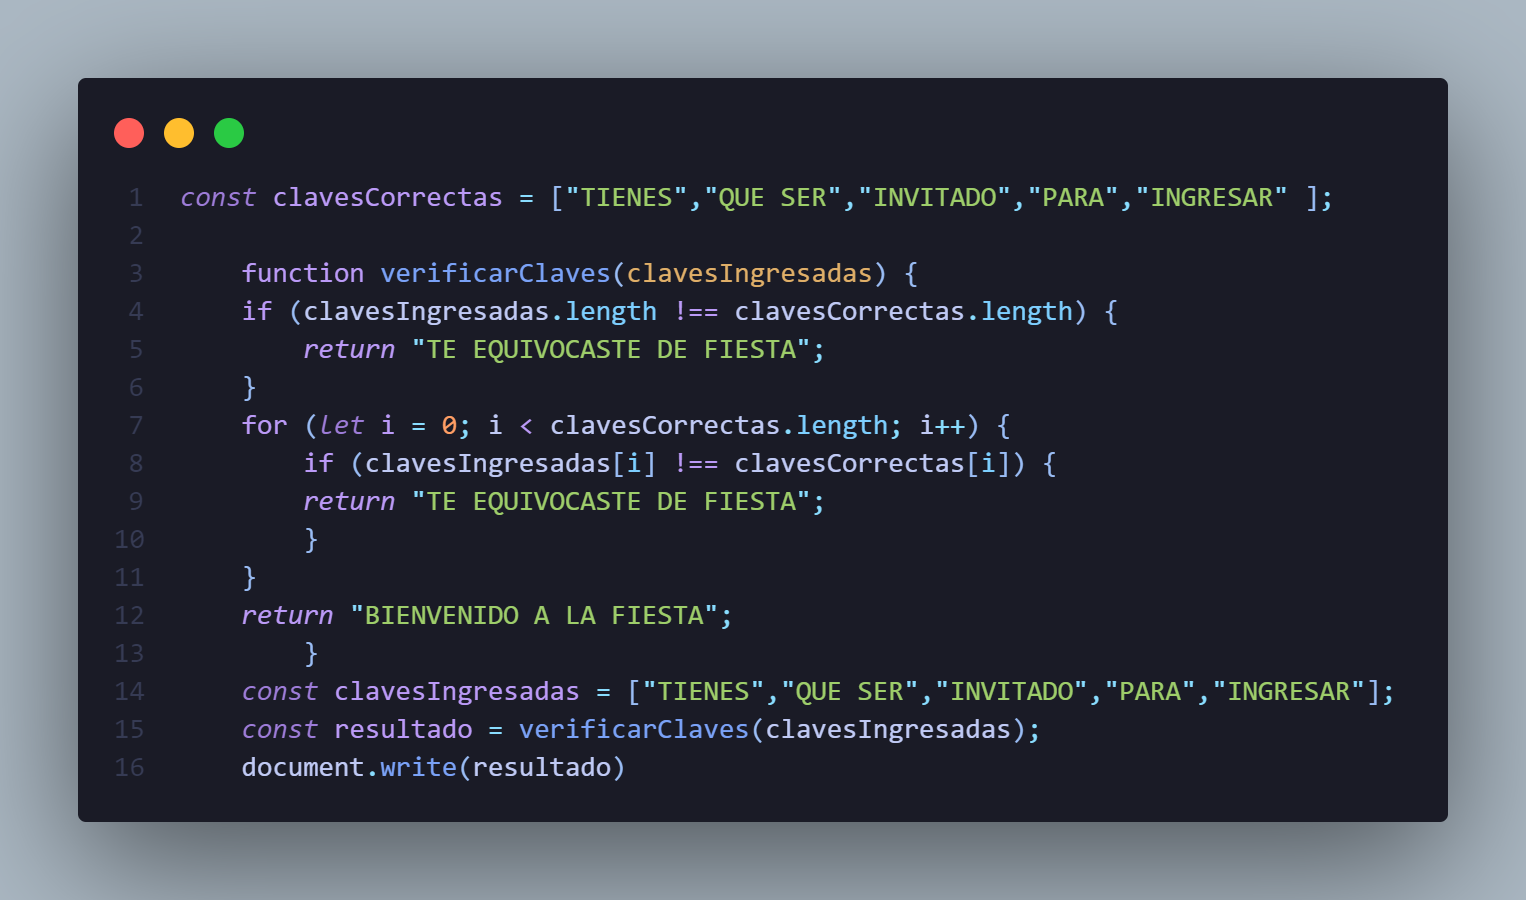 1 const clavesCorrectas = ["TIENES","QUE SER","INVITADO","PARA","INGRESAR" ];
2
3     function verificarClaves(clavesIngresadas) {
4     if (clavesIngresadas.length !== clavesCorrectas.length) {
5         return "TE EQUIVOCASTE DE FIESTA";
6     }
7     for (let i = 0; i < clavesCorrectas.length; i++) {
8         if (clavesIngresadas[i] !== clavesCorrectas[i]) {
9         return "TE EQUIVOCASTE DE FIESTA";
10         }
11     }
12     return "BIENVENIDO A LA FIESTA";
13         }
14     const clavesIngresadas = ["TIENES","QUE SER","INVITADO","PARA","INGRESAR"];
15     const resultado = verificarClaves(clavesIngresadas);
16     document.write(resultado)